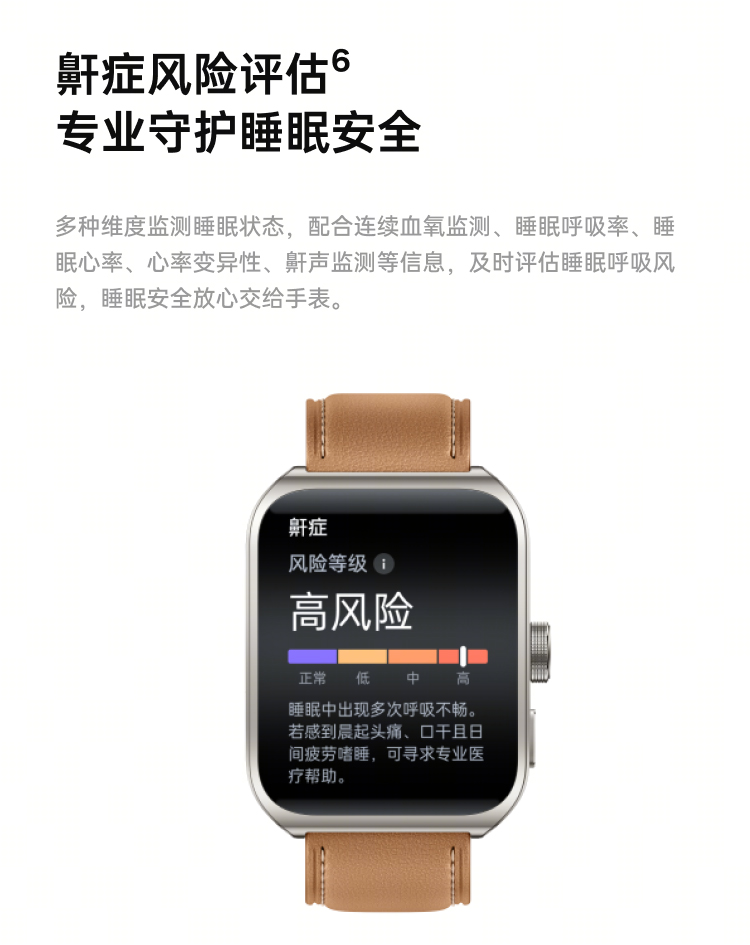 鼾症风险评估⁶
专业守护睡眠安全
多种维度监测睡眠状态，配合连续血氧监测、睡眠呼吸率、睡
眠心率、心率变异性、鼾声监测等信息，及时评估睡眠呼吸风
险，睡眠安全放心交给手表。
鼾症
风险等级 i
高风险
正常 低 中 高
睡眠中出现多次呼吸不畅。
若感到晨起头痛、口干且日
间疲劳嗜睡，可寻求专业医
疗帮助。